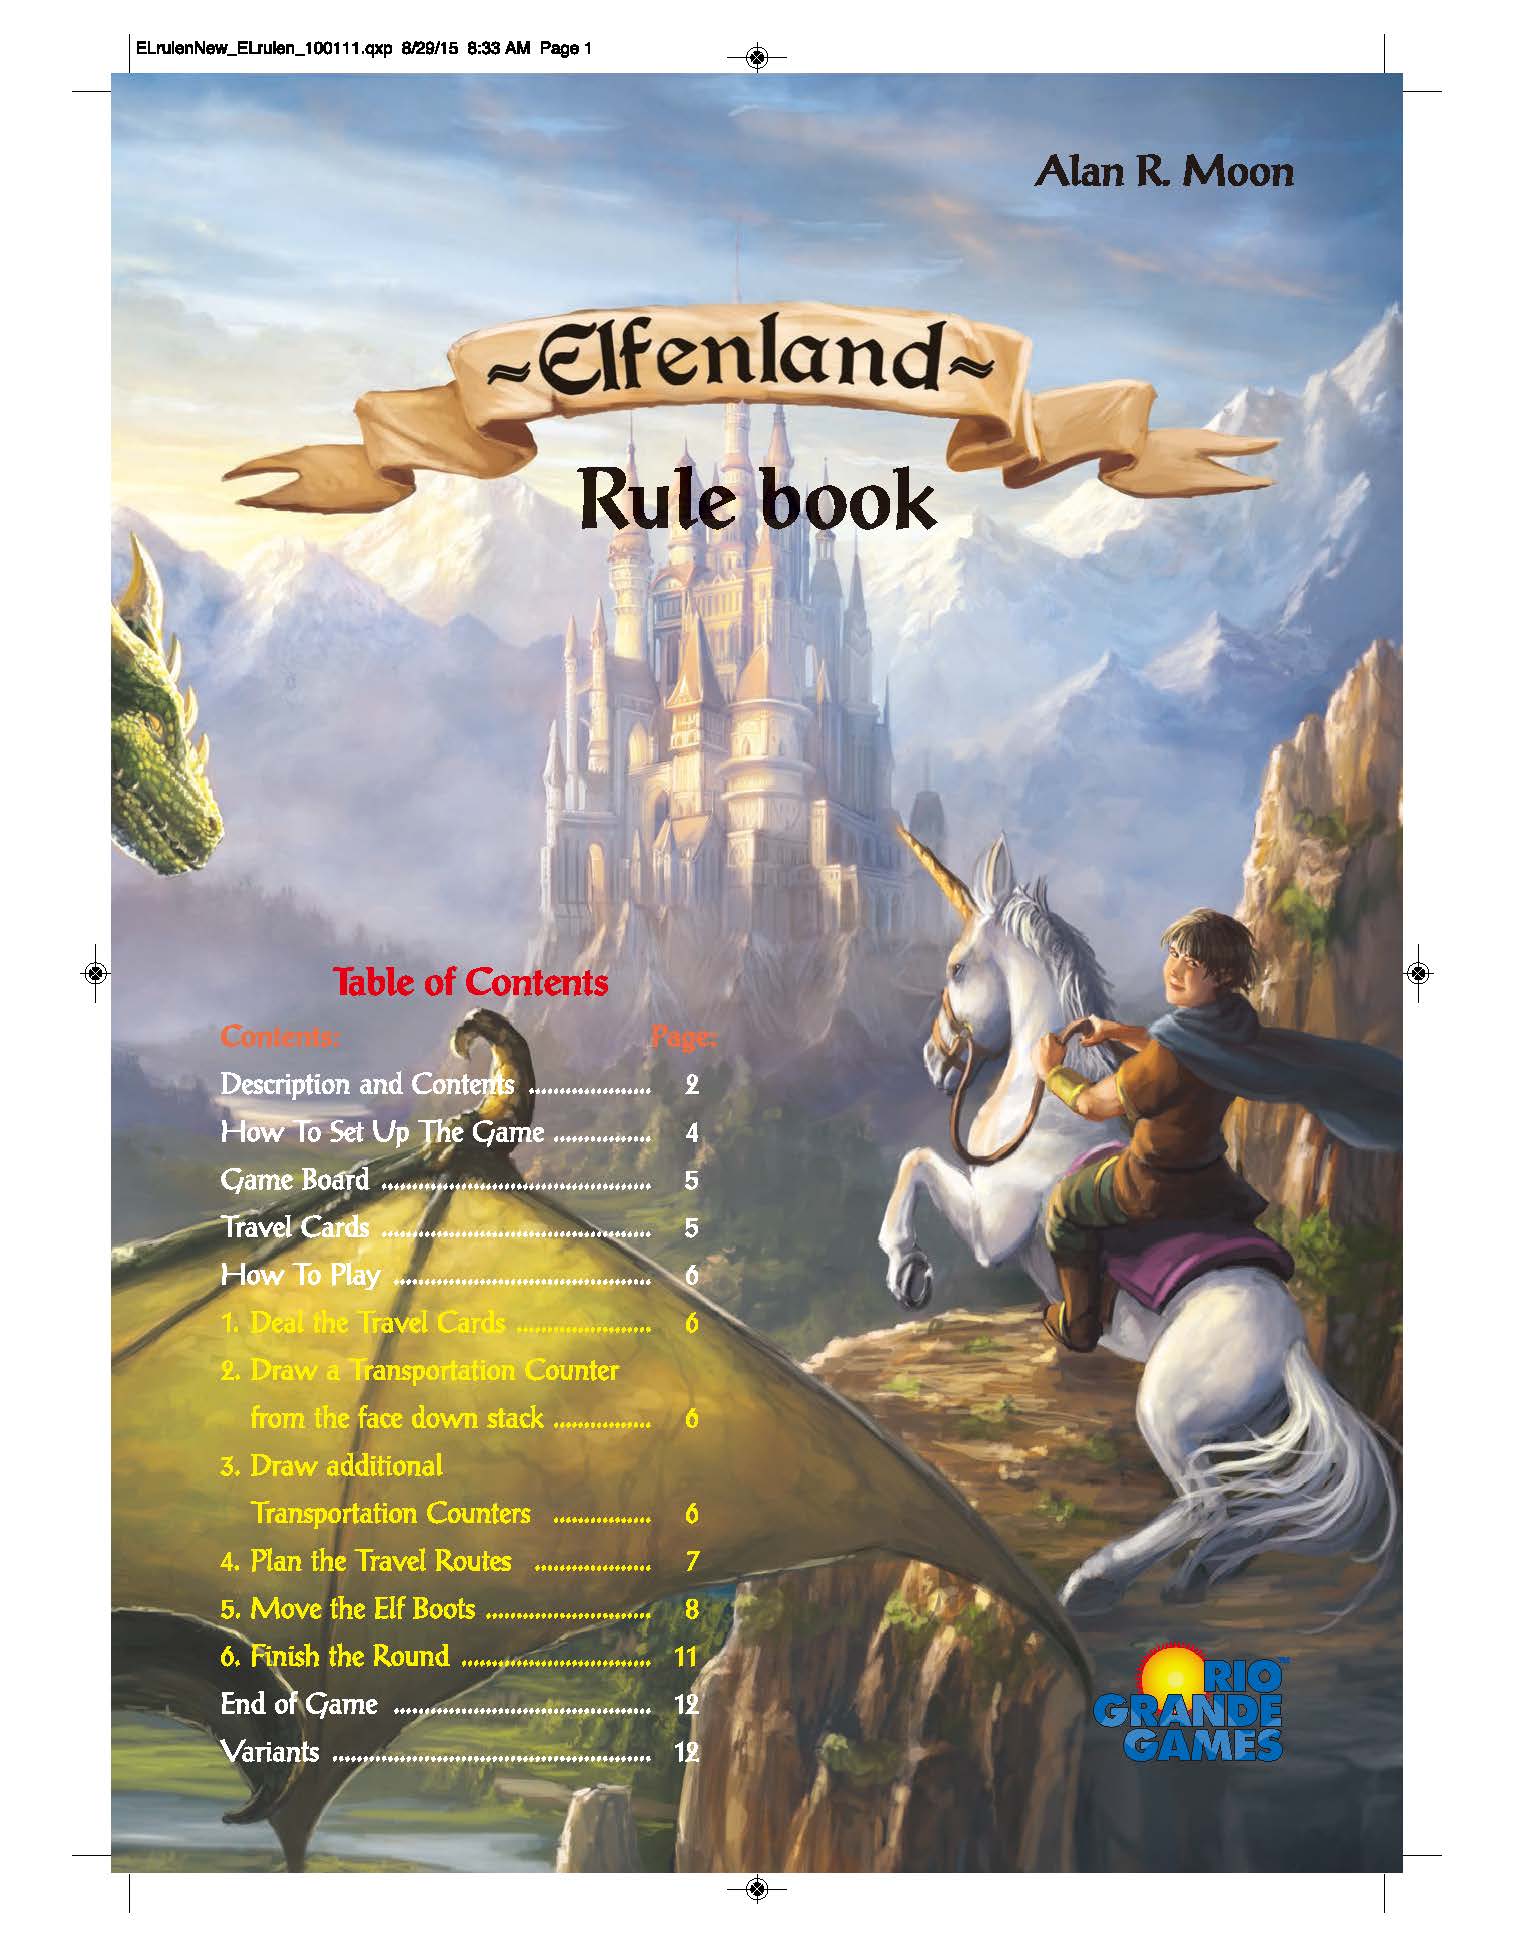 ELrulenNew_ELrulen_100111.qxp 8/29/15 8:33 AM Page 1
Alan R. Moon
~Elfenland~
Rule book
Table of Contents
Contents: Page:
Description and Contents .................... 2
How To Set Up The Game ................ 4
Game Board ............................................ 5
Travel Cards ............................................ 5
How To Play .......................................... 6
1. Deal the Travel Cards ...................... 6
2. Draw a Transportation Counter
from the face down stack ................ 6
3. Draw additional
Transportation Counters ................ 6
4. Plan the Travel Routes ................... 7
5. Move the Elf Boots ........................... 8
6. Finish the Round ............................... 11
End of Game .......................................... 12
Variants .................................................... 12
RIO™
GRANDE
GAMES